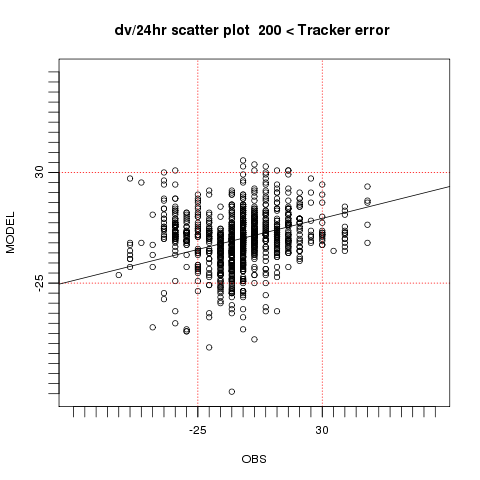 dv/24hr scatter plot  200 < Tracker error
30
MODEL
-25
-25 30
OBS